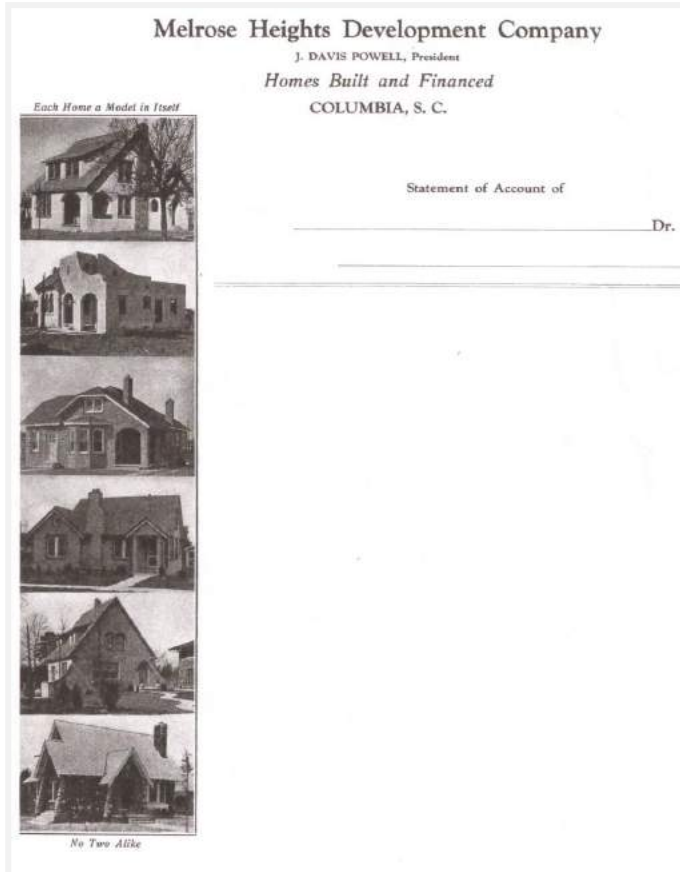 Melrose Heights Development Company
J. DAVIS POWELL, President
Homes Built and Financed
COLUMBIA, S. C.
Each Home a Model in Itself
Statement of Account of
Dr.
No Two Alike